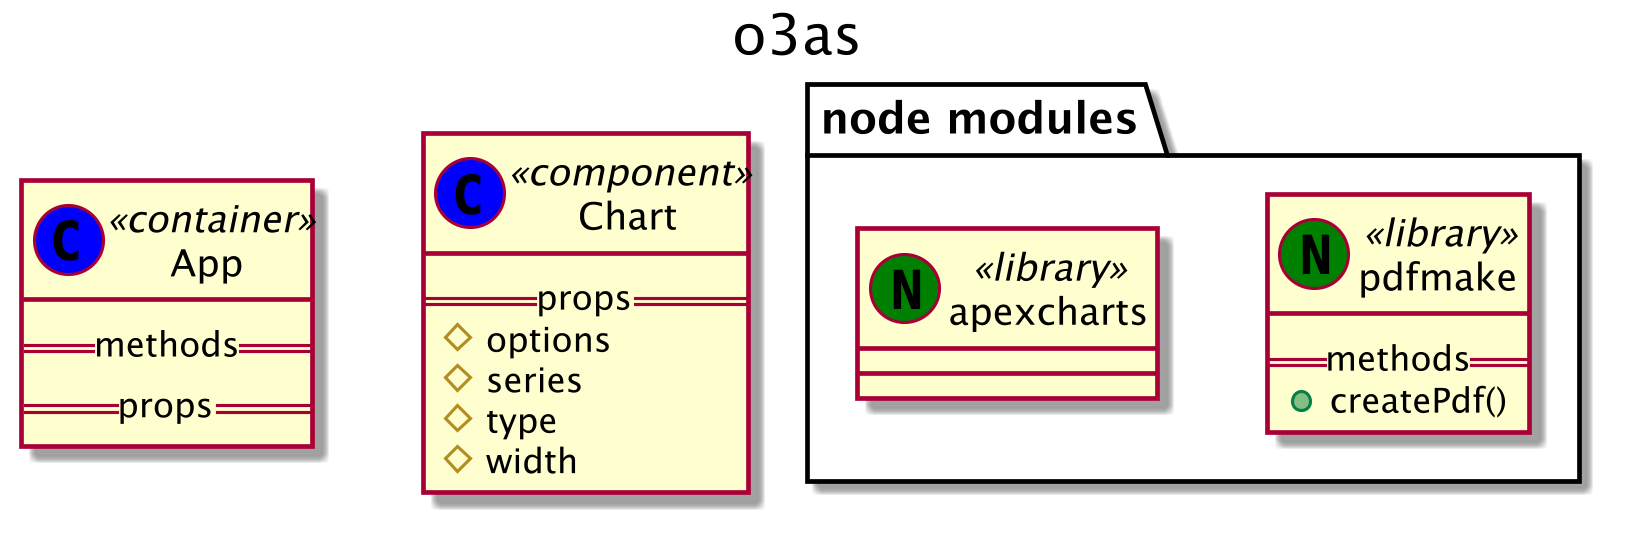 o3as
C
«container»
App
methods
props
C
«component»
Chart
props
options
series
type
width
node modules
N
«library»
apexcharts
N
«library»
pdfmake
methods
createPdf()